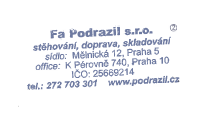 Fa Podrazil s.r.o. ②
stěhování, doprava, skladování
sídlo: Mělnická 12, Praha 5
office: K Pérovně 740, Praha 10
IČO: 25669214
tel.: 272 703 301 www.podrazil.cz